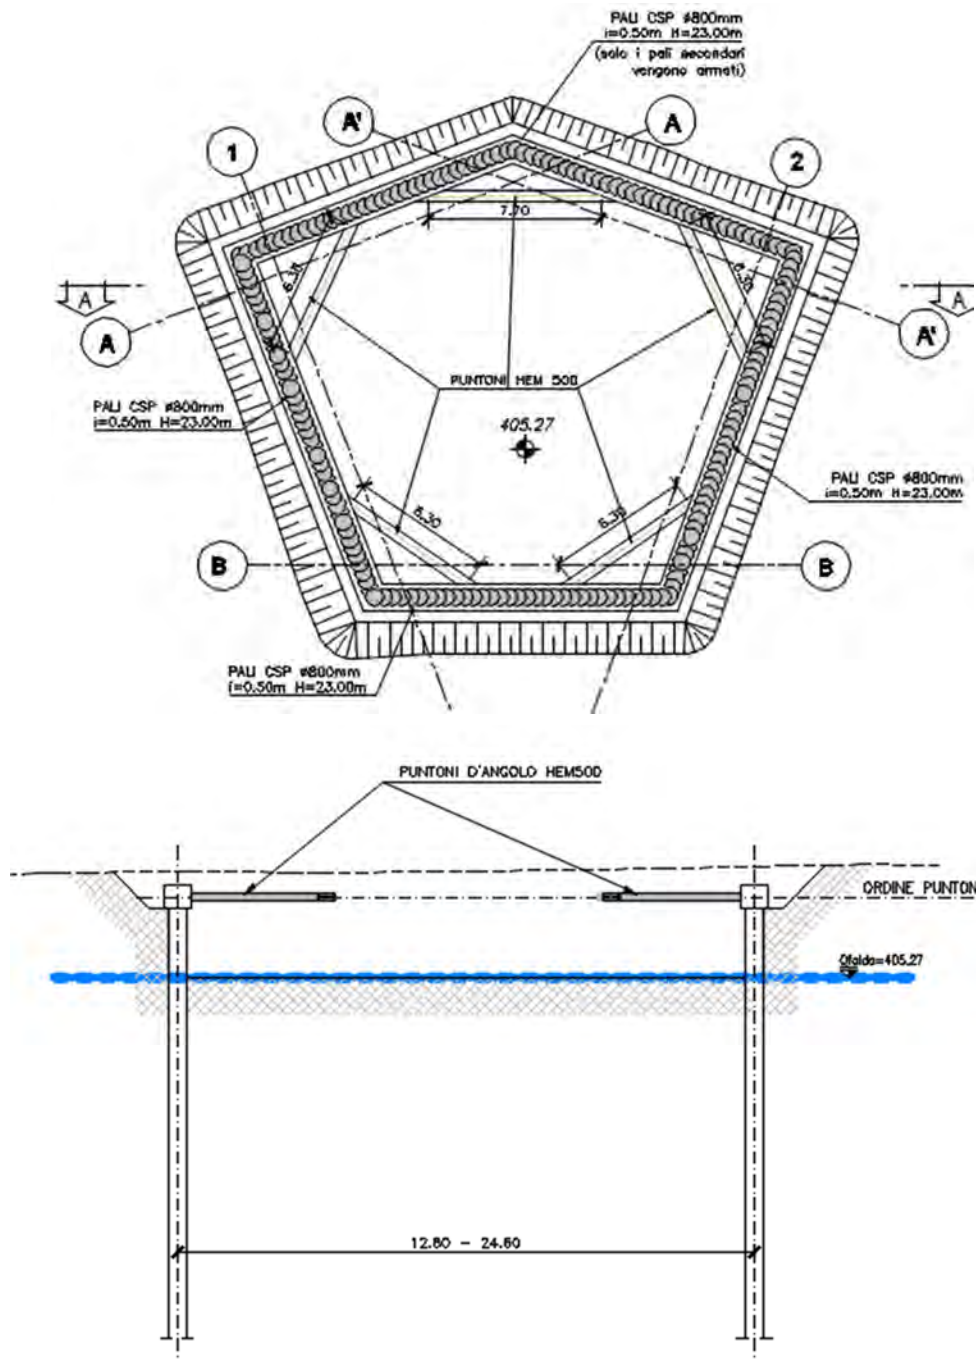 PALI CSP ø800mm
i=0.50m H=23.00m
(solo i pali secondari
vengono armati)
A'
A
1
2
7.70
6.30
6.30
A
A
A
A'
PUNTONI HEM 500
PALI CSP ø800mm
i=0.50m H=23.00m
405.27
PALI CSP ø800mm
i=0.50m H=23.00m
6.30
6.30
B
B
PALI CSP ø800mm
i=0.50m H=23.00m
PUNTONI D'ANGOLO HEM500
ORDINE PUNTON
Qfalda=405.27
12.80 - 24.60